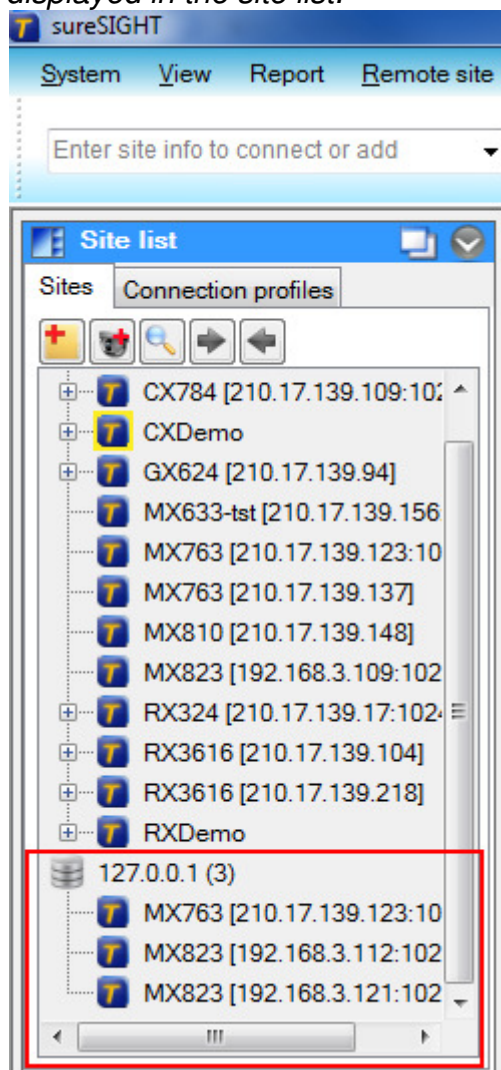 displayed in the site list.
sureSIGHT
System View Report Remote site
Enter site info to connect or add
Site list
Sites Connection profiles
CX784 [210.17.139.109:102
CXDemo
GX624 [210.17.139.94]
MX633-tst [210.17.139.156
MX763 [210.17.139.123:10
MX763 [210.17.139.137]
MX810 [210.17.139.148]
MX823 [192.168.3.109:102
RX324 [210.17.139.17:1024
RX3616 [210.17.139.104]
RX3616 [210.17.139.218]
RXDemo
127.0.0.1 (3)
MX763 [210.17.139.123:10
MX823 [192.168.3.112:102
MX823 [192.168.3.121:102